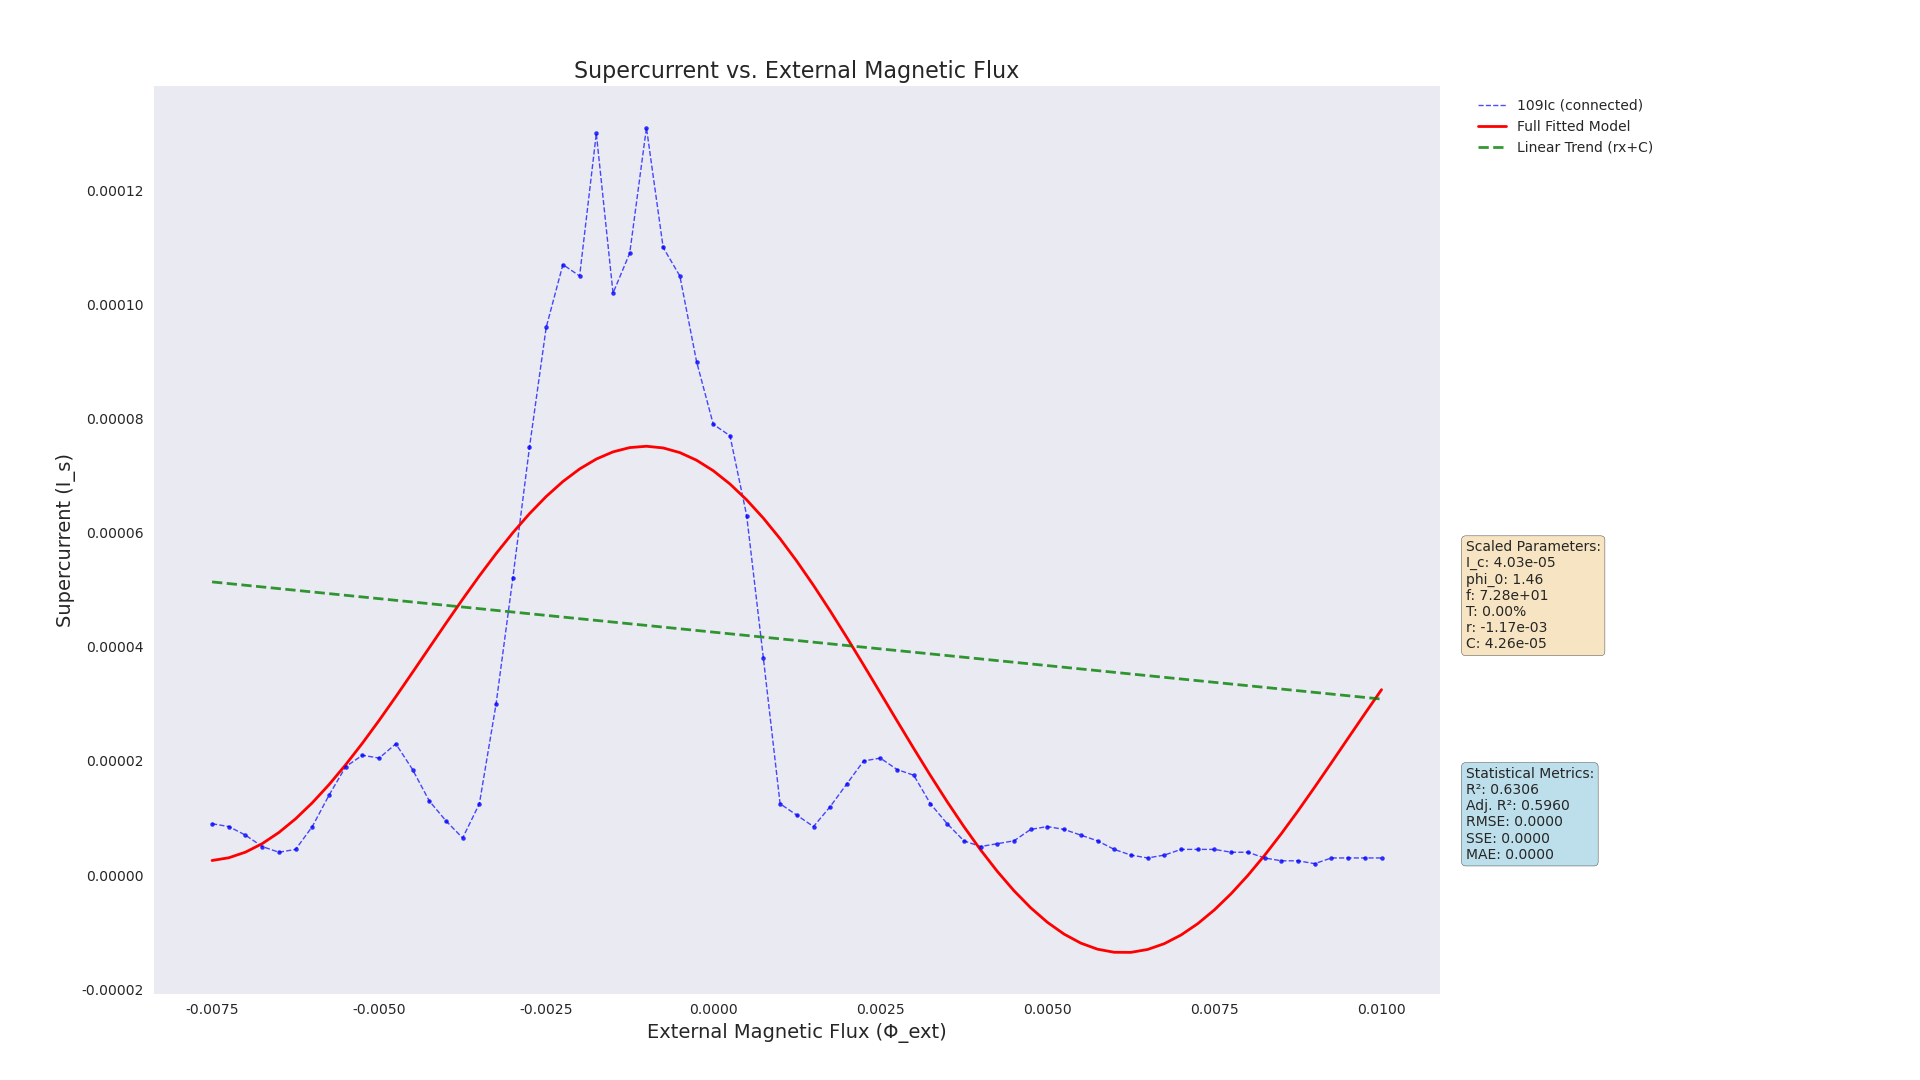 Supercurrent vs. External Magnetic Flux
109Ic (connected)
Full Fitted Model
Linear Trend (rx+C)
0.00012
0.00010
0.00008
0.00006
0.00004
0.00002
0.00000
-0.00002
Supercurrent (I_s)
-0.0075
-0.0050
-0.0025
0.0000
0.0025
0.0050
0.0075
0.0100
External Magnetic Flux (Φ_ext)
Scaled Parameters:
I_c: 4.03e-05
phi_0: 1.46
f: 7.28e+01
T: 0.00%
r: -1.17e-03
C: 4.26e-05
Statistical Metrics:
R²: 0.6306
Adj. R²: 0.5960
RMSE: 0.0000
SSE: 0.0000
MAE: 0.0000